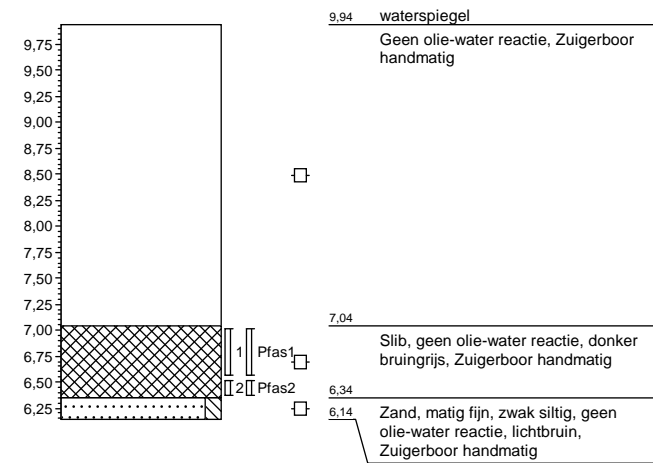 9,94 waterspiegel
Geen olie-water reactie, Zuigerboor
handmatig
9,75
9,50
9,25
9,00
8,75
8,50
8,25
8,00
7,75
7,50
7,25
7,00
6,75
6,50
6,25
1 Pfas1
2 Pfas2
7,04
Slib, geen olie-water reactie, donker
bruingrijs, Zuigerboor handmatig
6,34
6,14 Zand, matig fijn, zwak siltig, geen
olie-water reactie, lichtbruin,
Zuigerboor handmatig